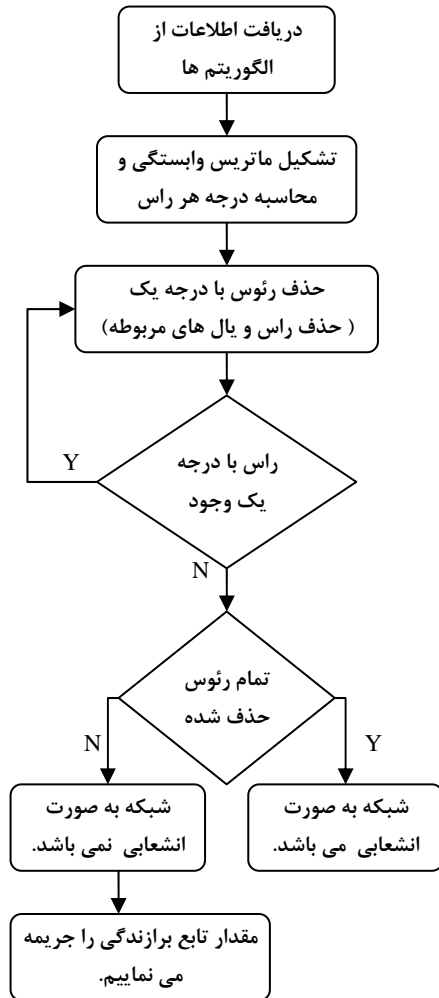 دریافت اطلاعات از
الگوریتم ها
تشکیل ماتریس وابستگی و
محاسبه درجه هر راس
حذف رئوس با درجه یک
( حذف راس و یال های مربوطه)
راس با درجه
یک وجود
Y
N
تمام رئوس
حذف شده
N
Y
شبکه به صورت
انشعابی نمی باشد.
شبکه به صورت
انشعابی می باشد.
مقدار تابع برازندگی را جریمه
می نماییم.